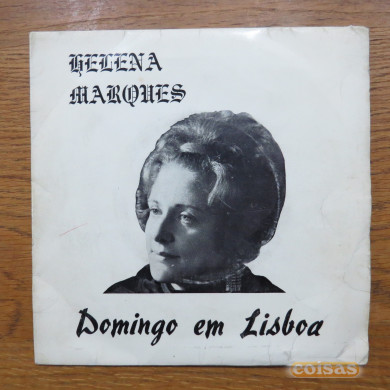 HELENA
MARQUES
Domingo em Lisboa
coisas